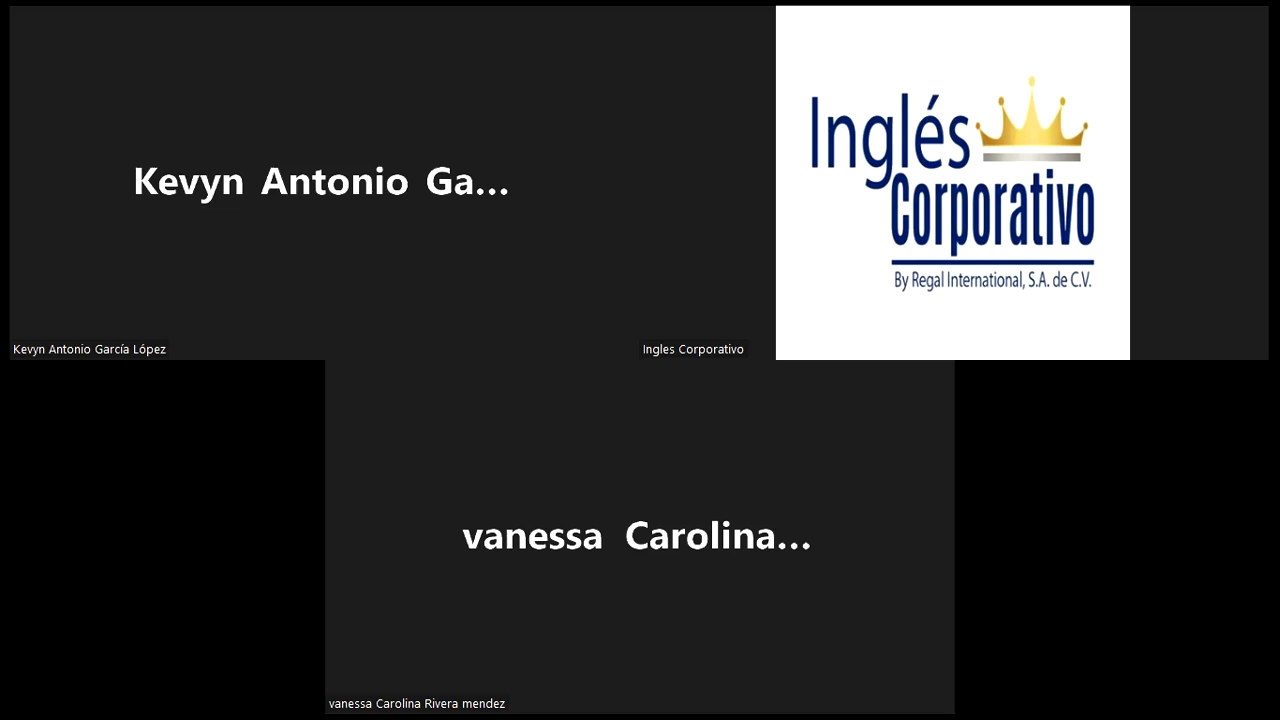 Kevyn Antonio Ga...
Kevyn Antonio García López
Inglés
Corporativo
By Regal International, S.A. de C.V.
Ingles Corporativo
vanessa Carolina...
vanessa Carolina Rivera mendez